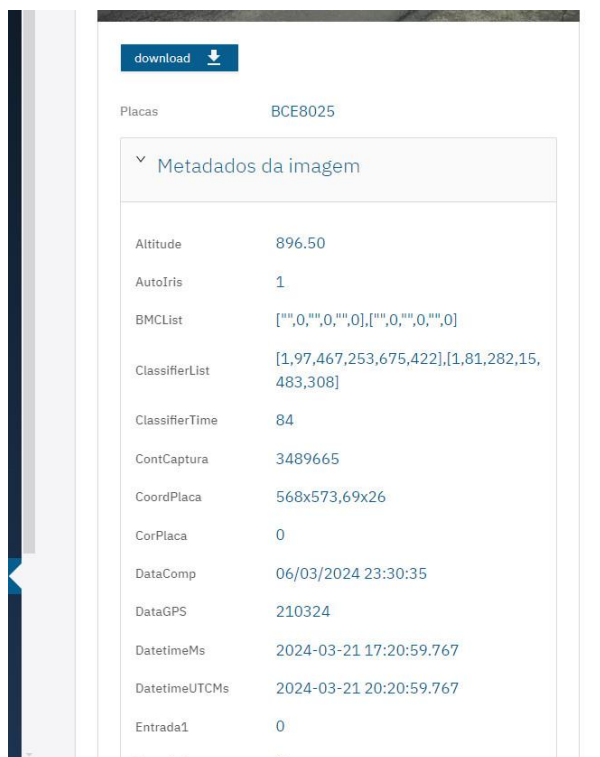 download
Placas BCE8025
Metadados da imagem
Altitude 896.50
AutoIris 1
BMCList ["",0,"",0,"",0],["",0,"",0,"",0]
ClassifierList [1,97,467,253,675,422],[1,81,282,15,
483,308]
ClassifierTime 84
ContCaptura 3489665
CoordPlaca 568x573,69x26
CorPlaca 0
DataComp 06/03/2024 23:30:35
DataGPS 210324
DatetimeMs 2024-03-21 17:20:59.767
DatetimeUTCMs 2024-03-21 20:20:59.767
Entrada1 0